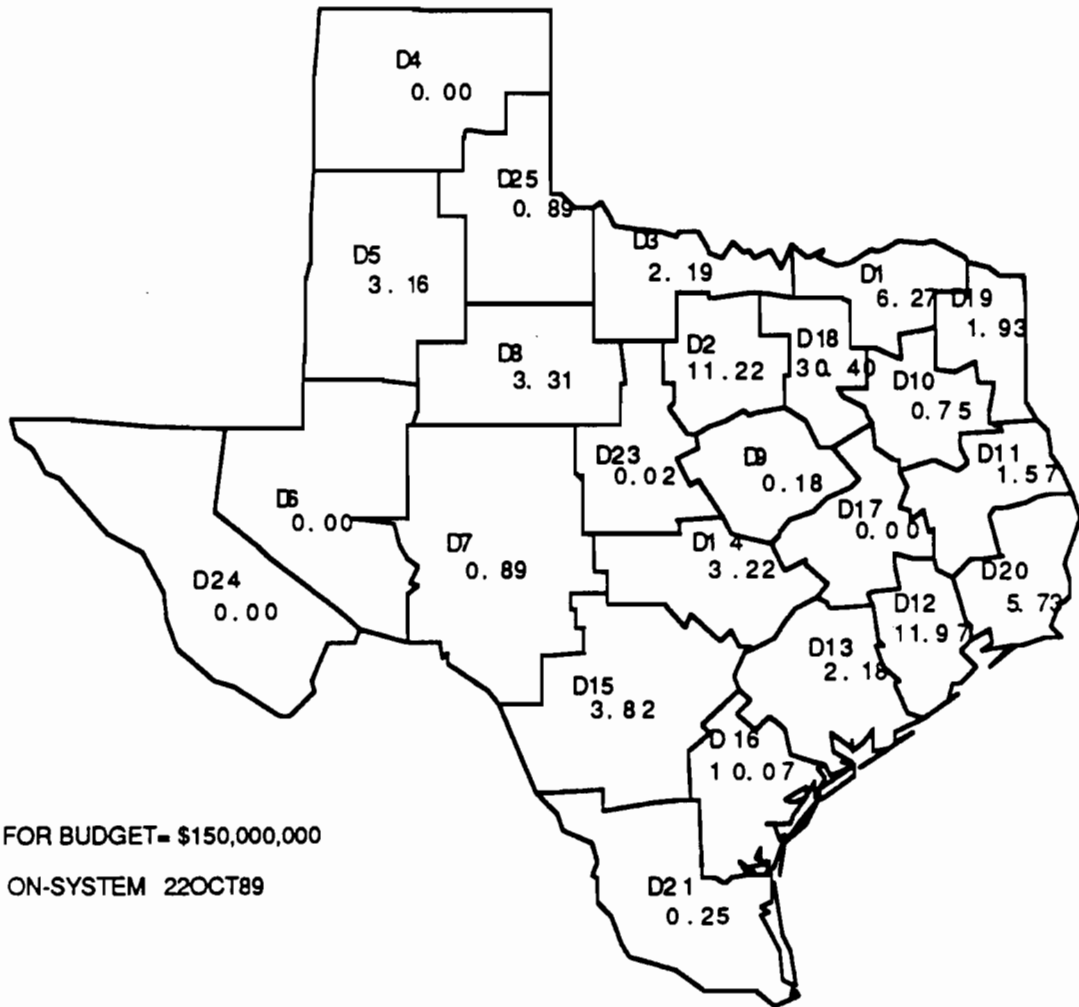 D4
0.00
D25
0.89
D5
3.16
D3
2.19
D1
6.27
D19
1.93
D8
3.31
D2
11.22
D18
30.40
D10
0.75
D23
0.02
D9
0.18
D11
1.57
D6
0.00
D7
0.89
D17
0.00
D14
3.22
D24
0.00
D20
5.73
D12
11.97
D13
2.18
D15
3.82
D16
10.07
FOR BUDGET= $150,000,000
ON-SYSTEM 22OCT89
D21
0.25